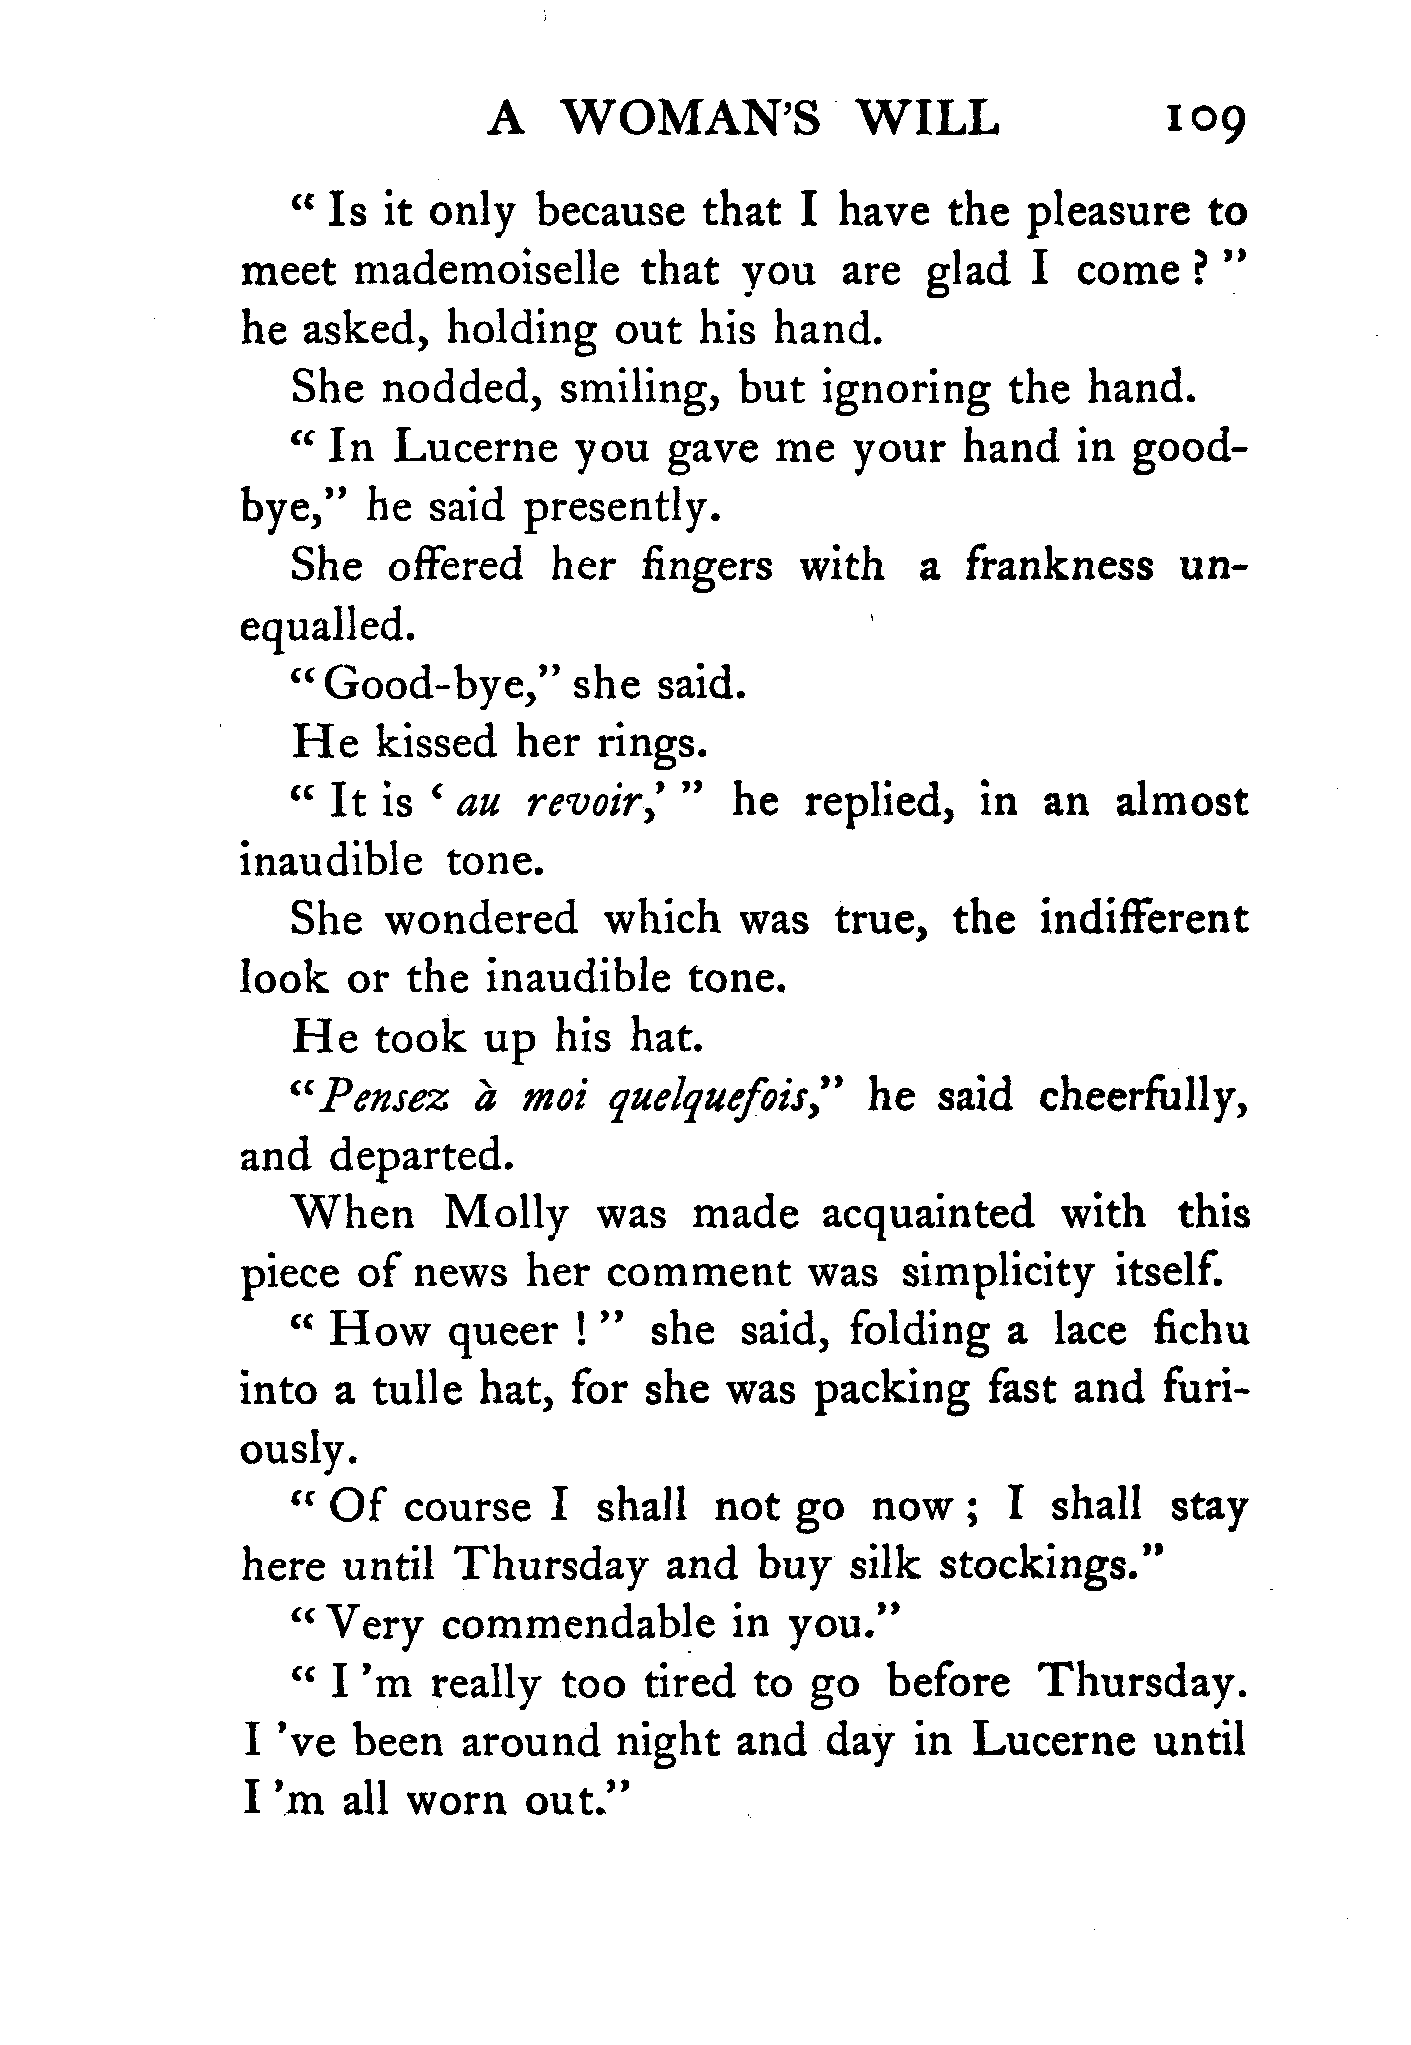 A WOMAN'S WILL 109
" Is it only because that I have the pleasure to
meet mademoiselle that you are glad I come ? "
he asked, holding out his hand.
She nodded, smiling, but ignoring the hand.
" In Lucerne you gave me your hand in good-
bye," he said presently.
She offered her fingers with a frankness un-
equalled.
" Good-bye," she said.
He kissed her rings.
" It is ' au revoir,' " he replied, in an almost
inaudible tone.
She wondered which was true, the indifferent
look or the inaudible tone.
He took up his hat.
" Pensez à moi quelquefois," he said cheerfully,
and departed.
When Molly was made acquainted with this
piece of news her comment was simplicity itself.
" How queer ! " she said, folding a lace fichu
into a tulle hat, for she was packing fast and furi-
ously.
" Of course I shall not go now ; I shall stay
here until Thursday and buy silk stockings."
" Very commendable in you."
" I 'm really too tired to go before Thursday.
I 've been around night and day in Lucerne until
I 'm all worn out."